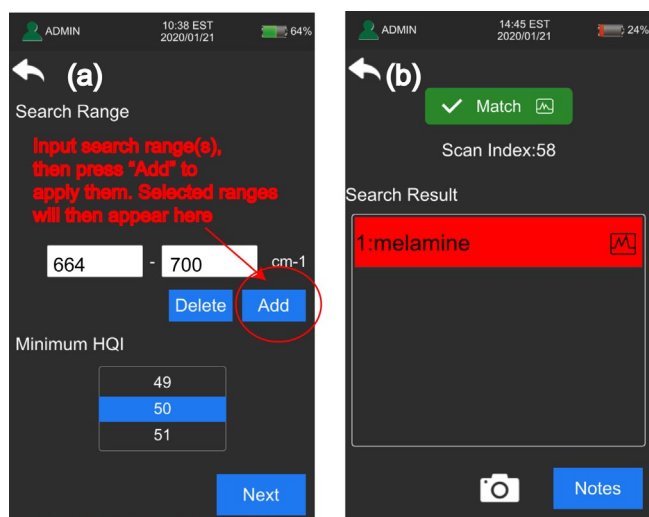 ADMIN
10:38 EST
2020/01/21
64%
(a)
Search Range
Input search range(s),
then press "Add" to
apply them. Selected ranges
will then appear here
664 - 700 cm-1
Delete Add
Minimum HQI
49
50
51
Next
ADMIN
14:45 EST
2020/01/21
24%
(b)
Match
Scan Index:58
Search Result
1:melamine
Notes